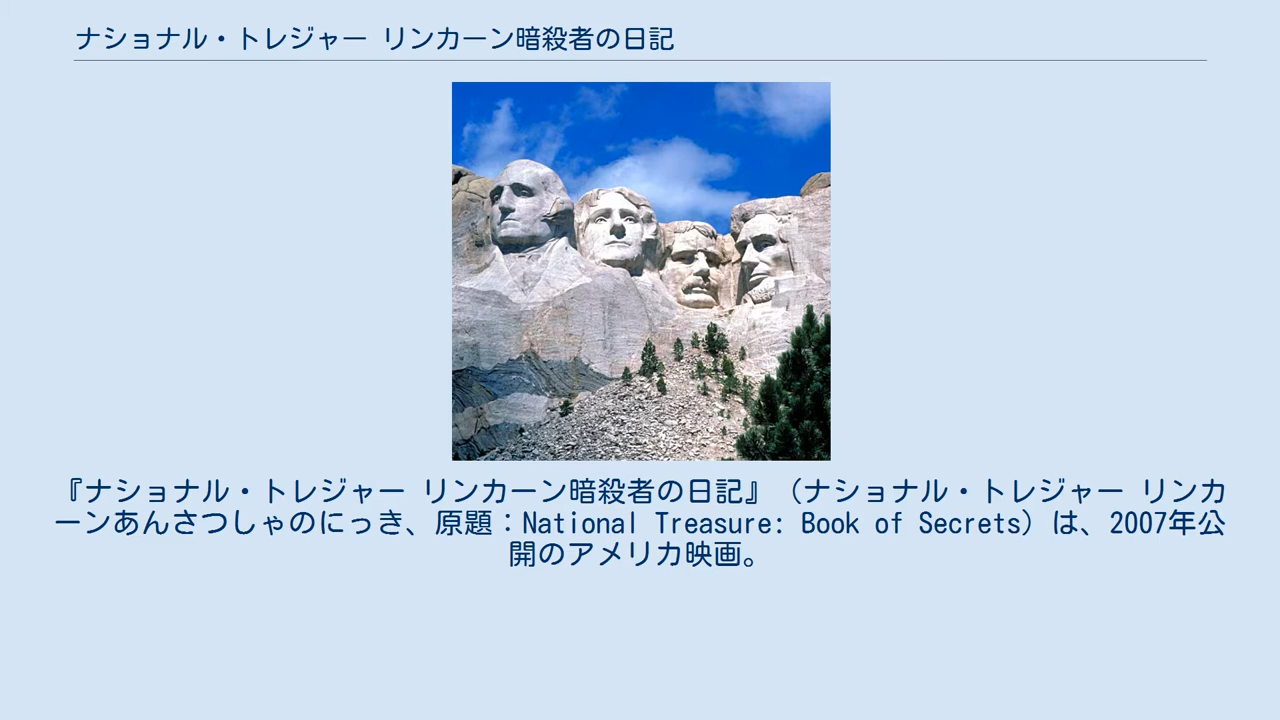 ナショナル・トレジャー リンカーン暗殺者の日記
『ナショナル・トレジャー リンカーン暗殺者の日記』（ナショナル・トレジャー リンカ
ーンあんさつしゃのにっき、原題：National Treasure: Book of Secrets）は、2007年公
開のアメリカ映画。